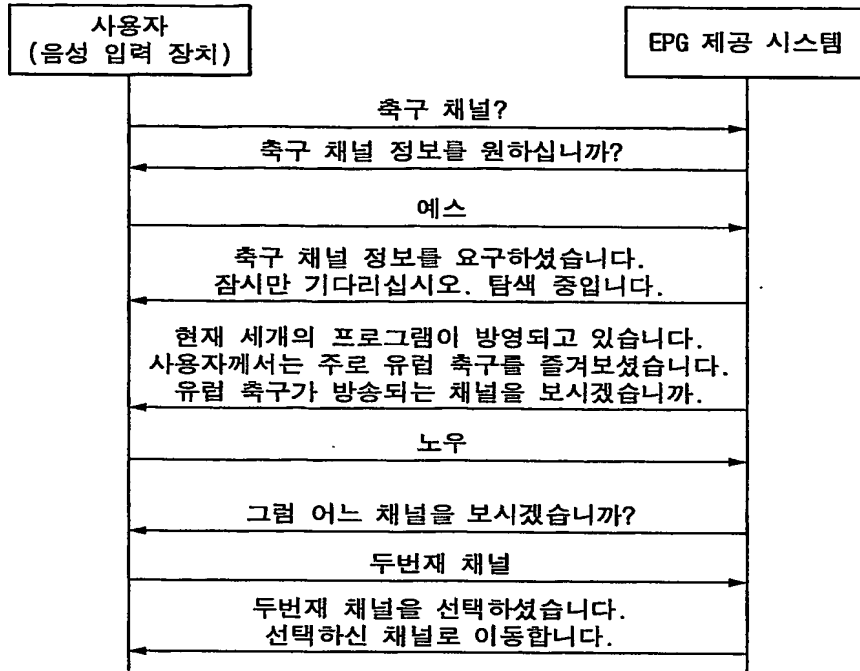 사용자
(음성 입력 장치)
EPG 제공 시스템
축구 채널?
축구 채널 정보를 원하십니까?
예스
축구 채널 정보를 요구하셨습니다.
잠시만 기다리십시오. 탐색 중입니다.
현재 세개의 프로그램이 방영되고 있습니다.
사용자께서는 주로 유럽 축구를 즐겨보셨습니다.
유럽 축구가 방송되는 채널을 보시겠습니까.
노우
그럼 어느 채널을 보시겠습니까?
두번재 채널
두번재 채널을 선택하셨습니다.
선택하신 채널로 이동합니다.